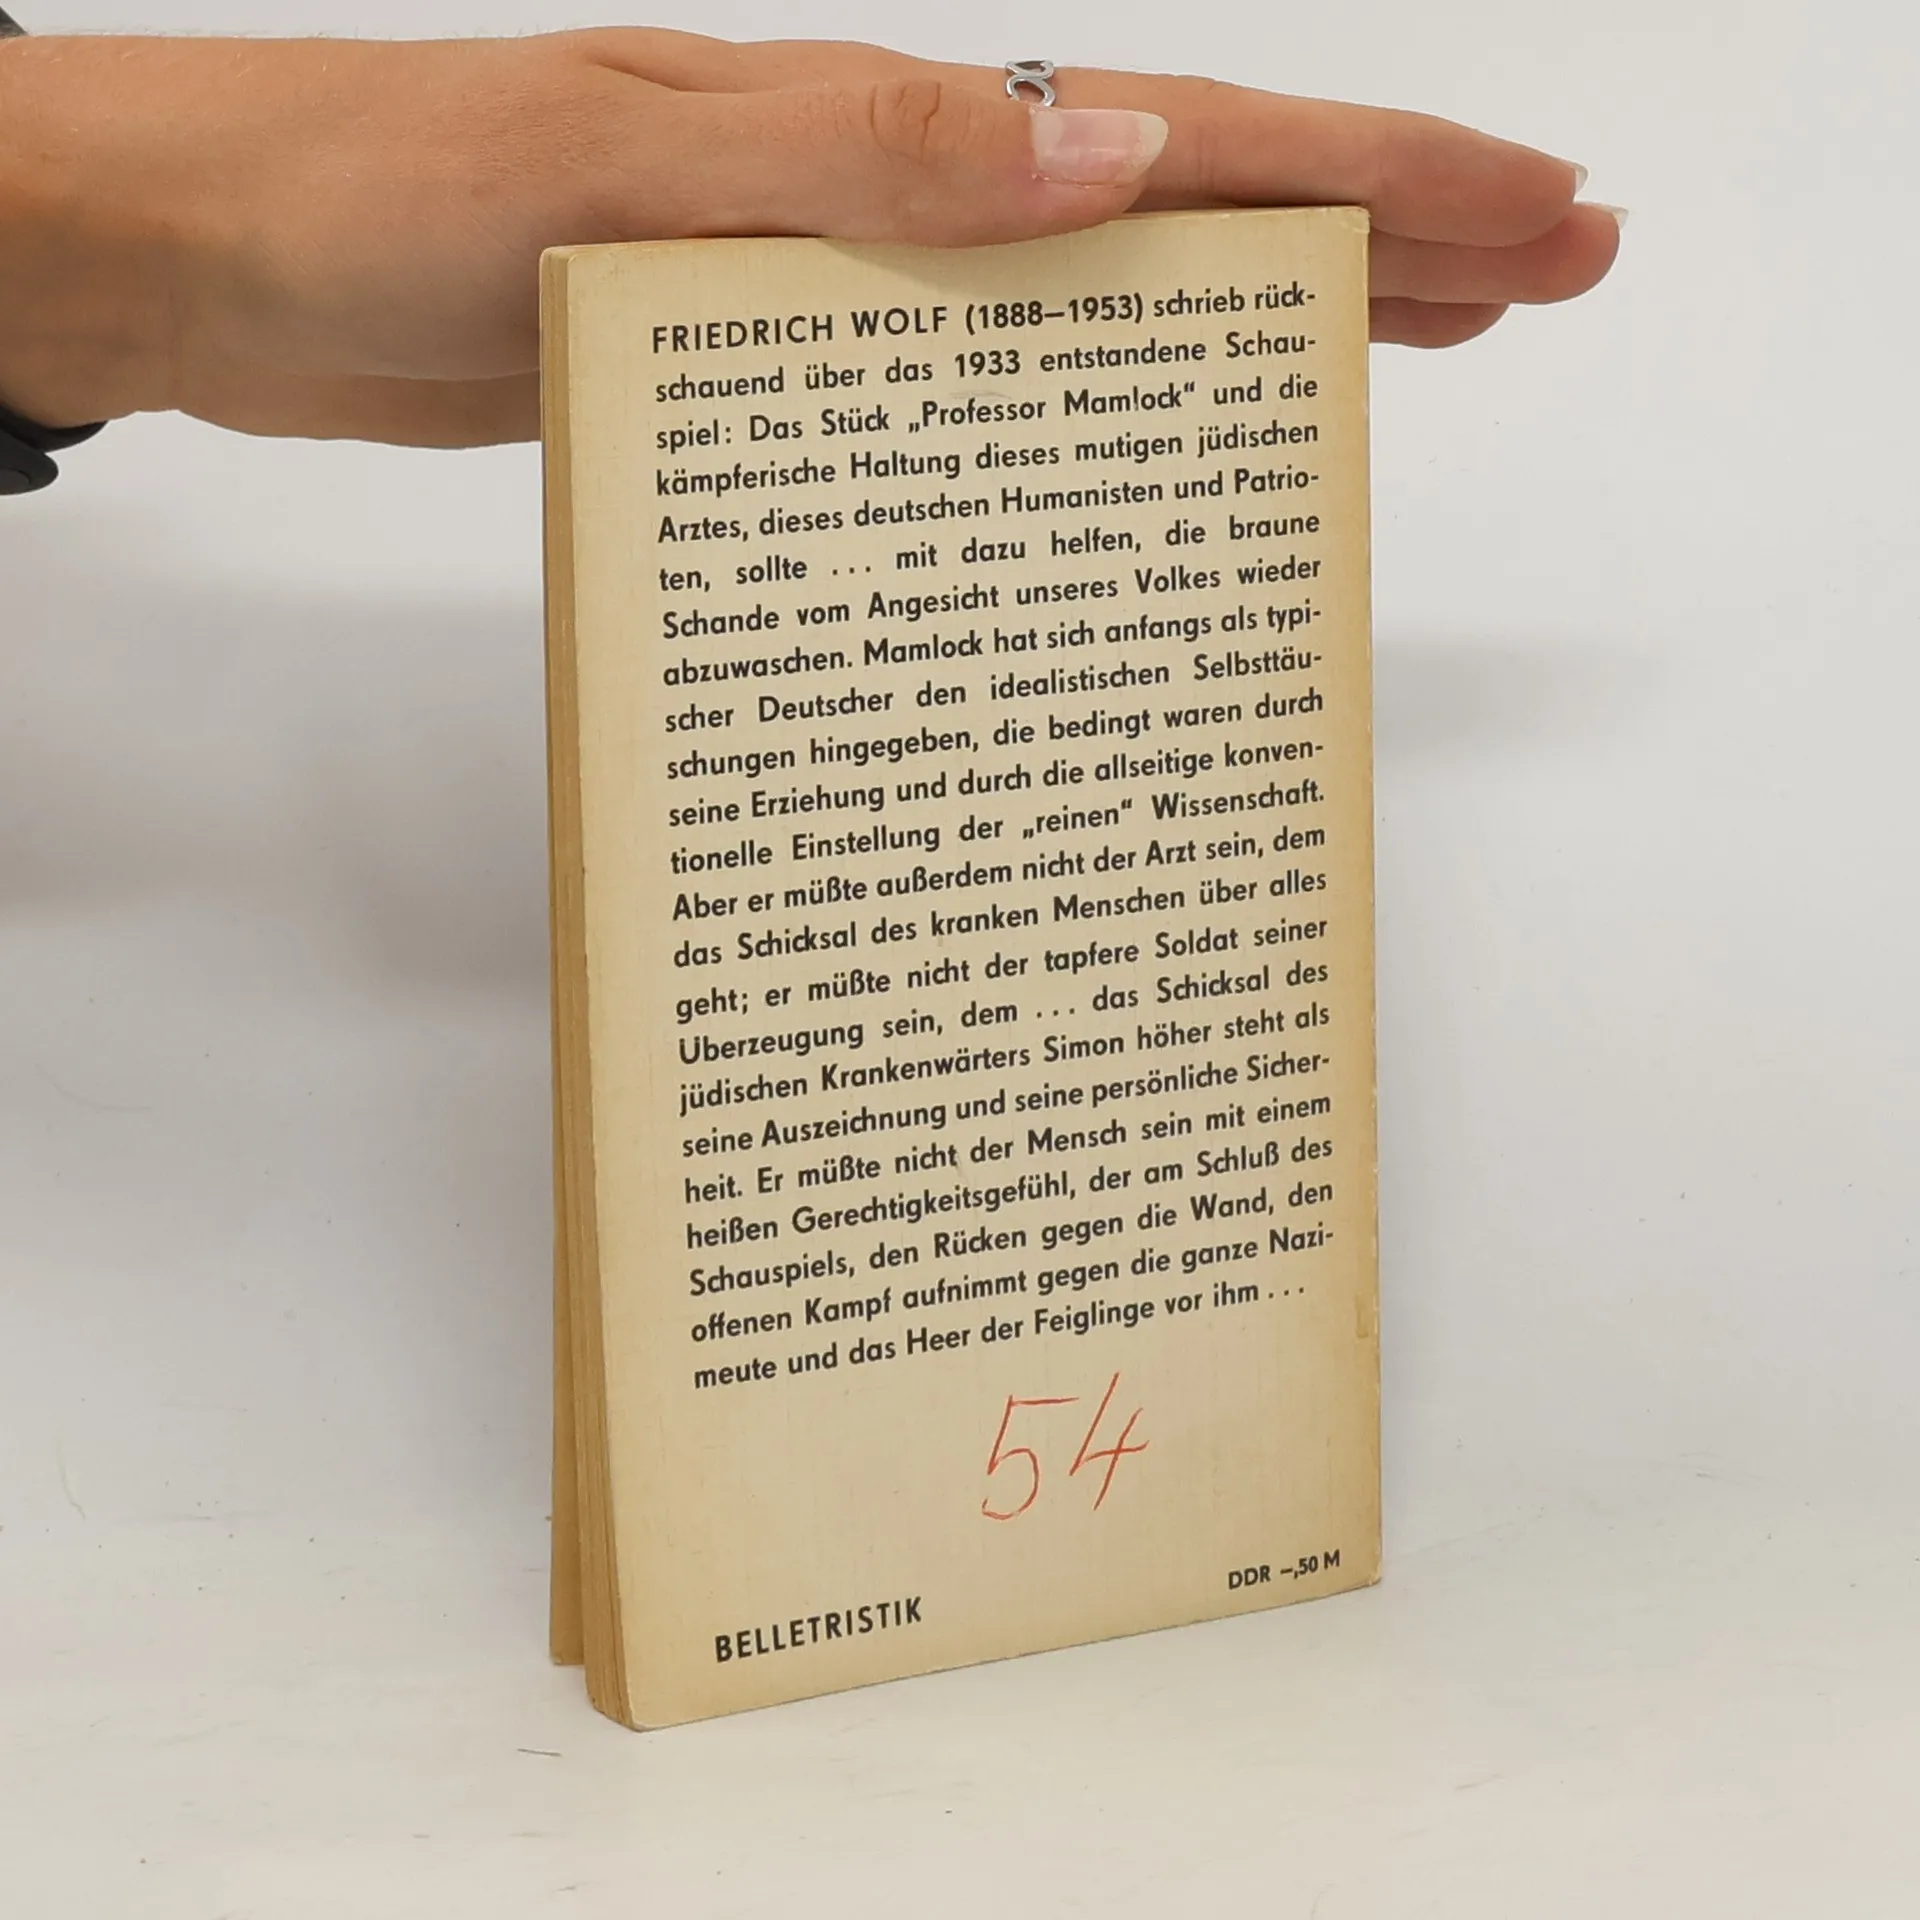 FRIEDRICH WOLF (1888–1953) schrieb rück-
schauend über das 1933 entstandene Schau-
spiel: Das Stück „Professor Mamlock“ und die
kämpferische Haltung dieses mutigen jüdischen
Arztes, dieses deutschen Humanisten und Patrio-
ten, sollte ... mit dazu helfen, die braune
Schande vom Angesicht unseres Volkes wieder
abzuwaschen. Mamlock hat sich anfangs als typi-
scher Deutscher den idealistischen Selbsttäu-
schungen hingegeben, die bedingt waren durch
seine Erziehung und durch die allseitige konven-
tionelle Einstellung der „reinen“ Wissenschaft.
Aber er müßte außerdem nicht der Arzt sein, dem
das Schicksal des kranken Menschen über alles
geht; er müßte nicht der tapfere Soldat seiner
Uberzeugung sein, dem ... das Schicksal des
jüdischen Krankenwärters Simon höher steht als
seine Auszeichnung und seine persönliche Sicher-
heit. Er müßte nicht der Mensch sein mit einem
heißen Gerechtigkeitsgefühl, der am Schluß des
Schauspiels, den Rücken gegen die Wand, den
offenen Kampf aufnimmt gegen die ganze Nazi-
meute und das Heer der Feiglinge vor ihm ...
54
DDR –,50 M
BELLETRISTIK